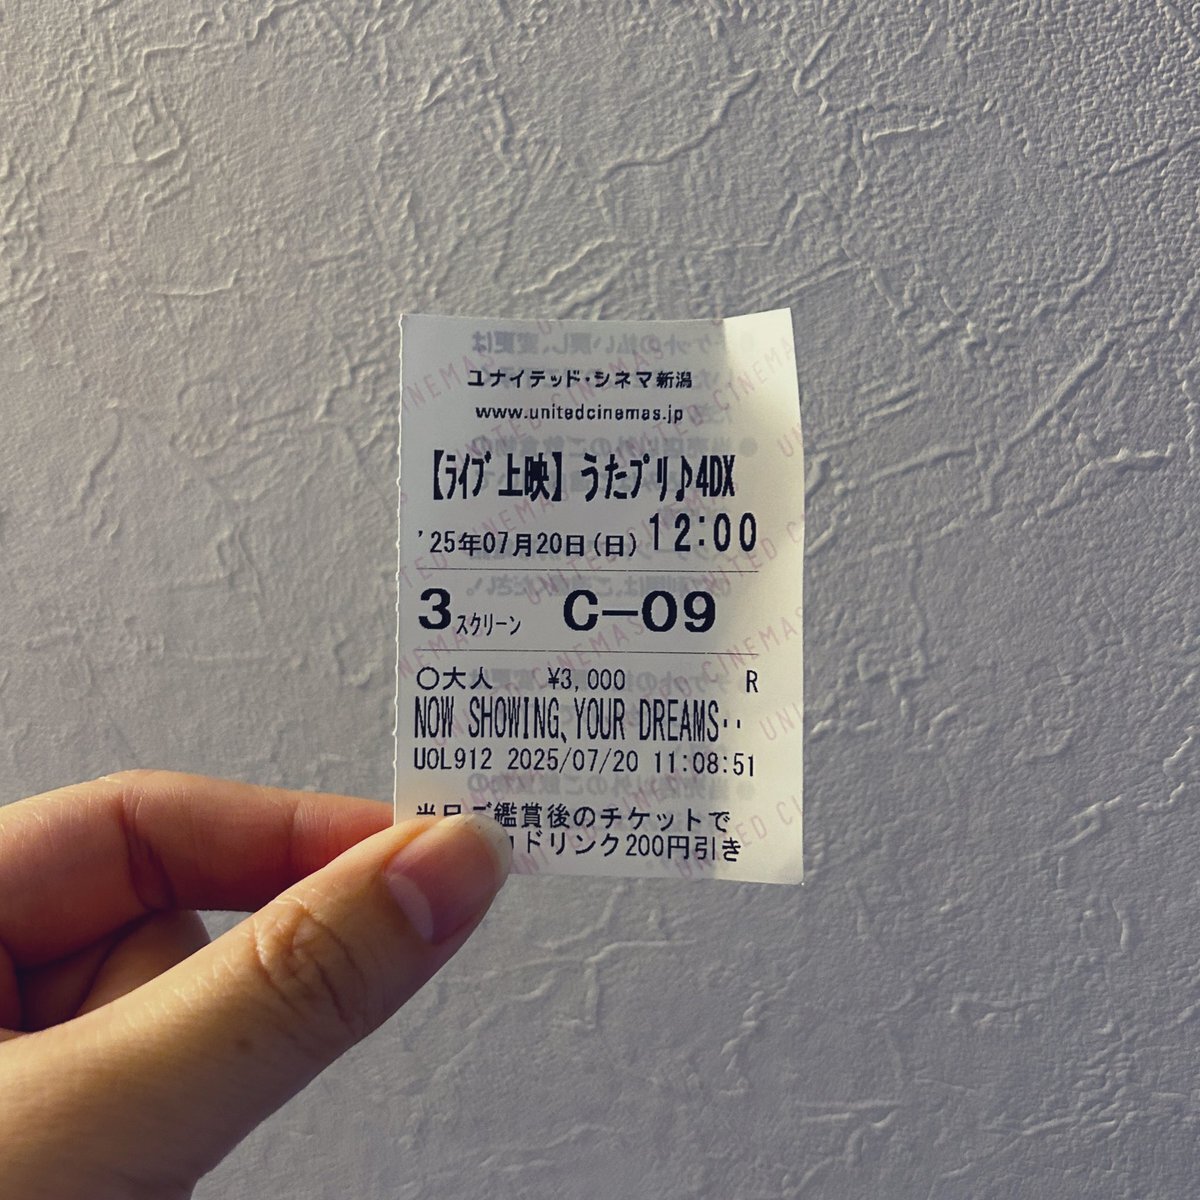 ユナイテッド・シネマ新潟
www.unitedcinemas.jp
【ﾗｲﾌﾞ上映】うたﾌﾟﾘ♪4DX
'25年07月20日(日) 12:00
3ｽｸﾘｰﾝ C-09
○大人 ¥3,000 R
NOW SHOWING、YOUR DREAMS‥
UOL912 2025/07/20 11:08:51
当日ご鑑賞後のチケットで
ドリンク200円引き